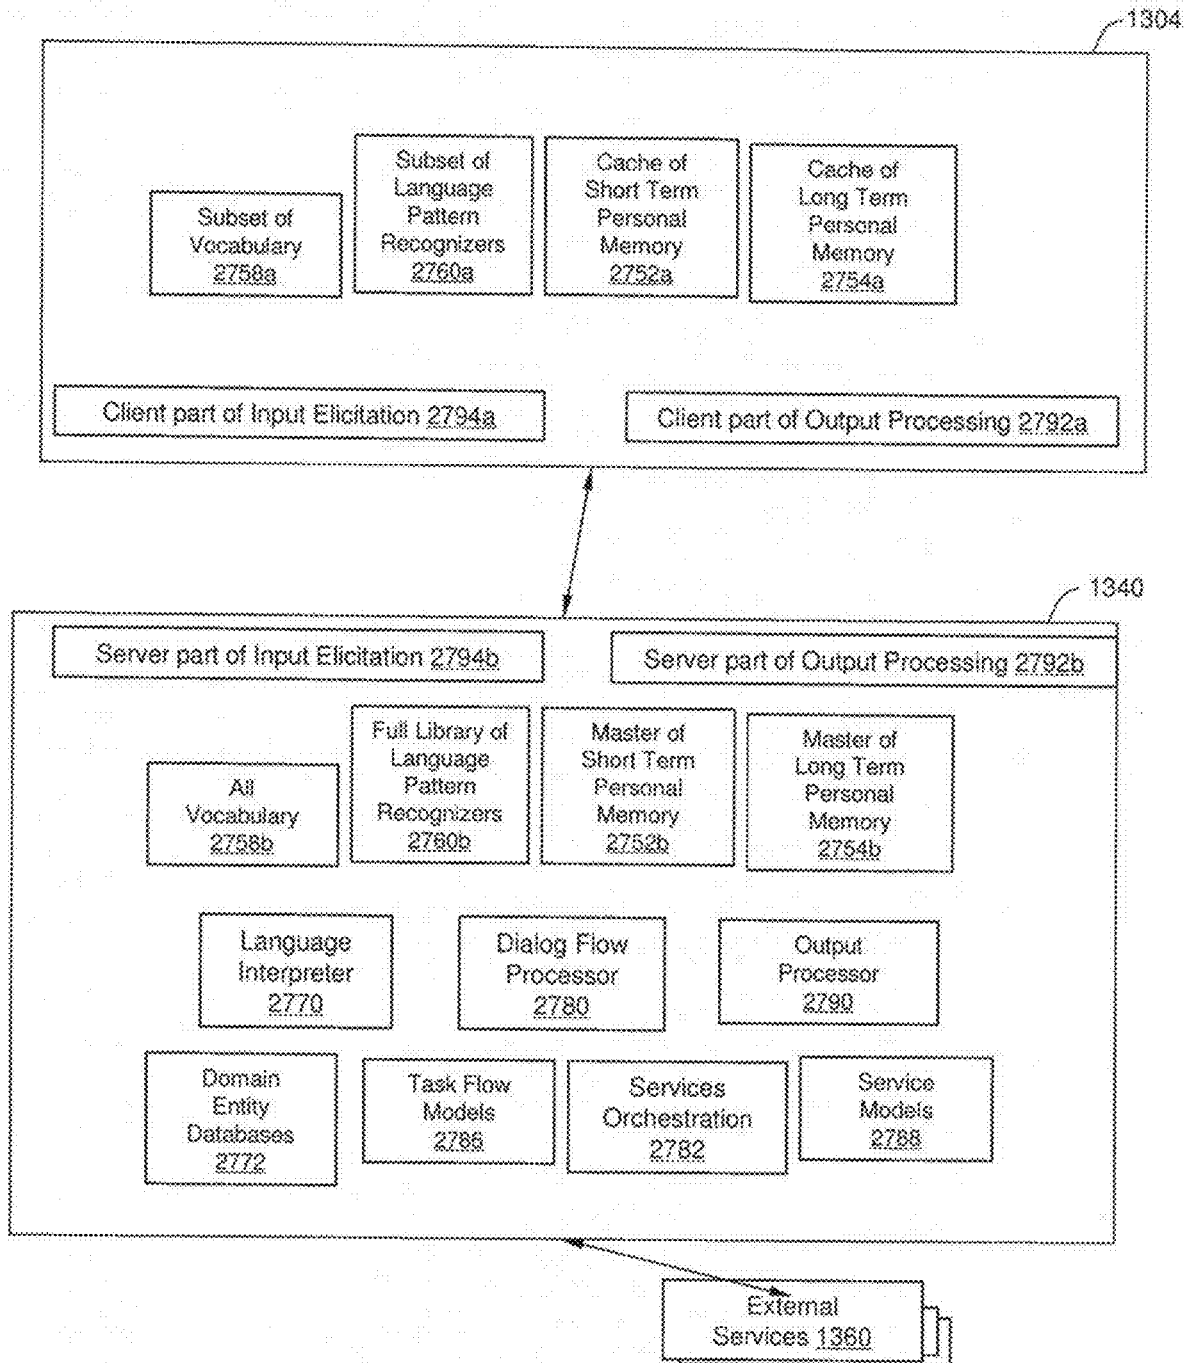 1304
Subset of
Vocabulary
2758a
Subset of
Language
Pattern
Recognizers
2760a
Cache of
Short Term
Personal
Memory
2752a
Cache of
Long Term
Personal
Memory
2754a
Client part of Input Elicitation 2794a
Client part of Output Processing 2792a
1340
Server part of Input Elicitation 2794b
Server part of Output Processing 2792b
All
Vocabulary
2758b
Full Library of
Language
Pattern
Recognizers
2760b
Master of
Short Term
Personal
Memory
2752b
Master of
Long Term
Personal
Memory
2754b
Language
Interpreter
2770
Dialog Flow
Processor
2780
Output
Processor
2790
Domain
Entity
Databases
2772
Task Flow
Models
2786
Services
Orchestration
2782
Service
Models
2788
External
Services 1360